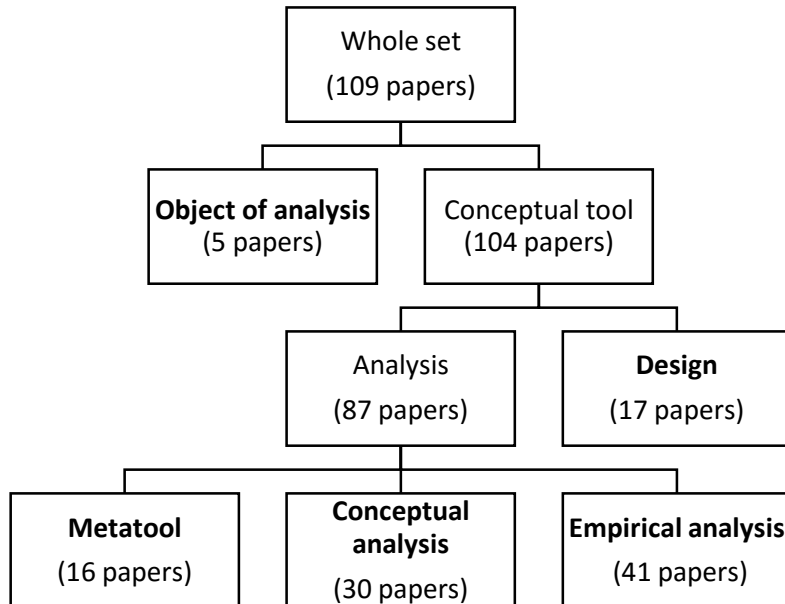 Whole set
(109 papers)
Object of analysis
(5 papers)
Conceptual tool
(104 papers)
Analysis
(87 papers)
Design
(17 papers)
Metatool
(16 papers)
Conceptual
analysis
(30 papers)
Empirical analysis
(41 papers)